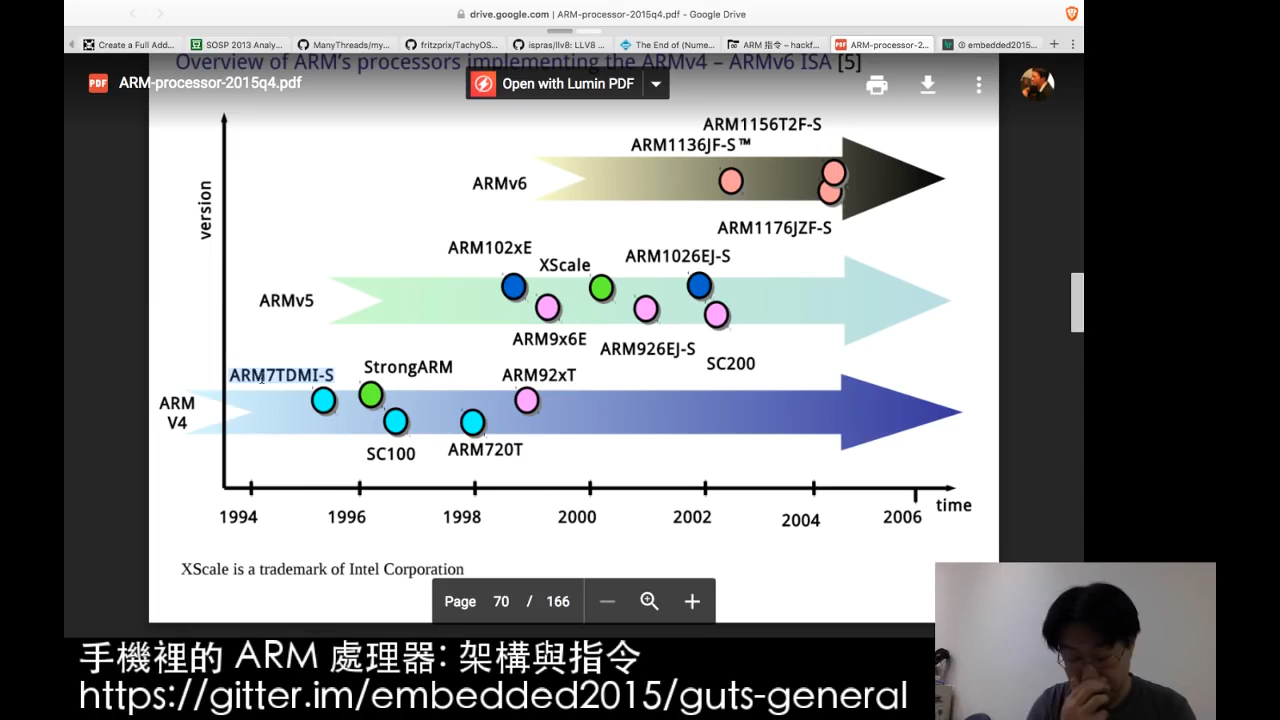 drive.google.com | ARM-processor-2015q4.pdf - Google Drive
Create a Full Add...
SOSP 2013 Analy...
ManyThreads/my...
fritzprix/TachyOS...
ispras/llv8: LLV8 ...
The End of (Nume...
ARM 指令 – hackf...
PDF
ARM-processor-2...
embedded2015...
Overview of ARM's processors implementing the ARMv4 – ARMv6 ISA [5]
PDF
ARM-processor-2015q4.pdf
Open with Lumin PDF
ARM1156T2F-S
ARM1136JF-S™
ARMv6
ARM1176JZF-S
version
ARM102xE
XScale
ARM1026EJ-S
ARMv5
ARM9x6E
ARM926EJ-S
SC200
ARM7TDMI-S
StrongARM
ARM92xT
ARM
V4
SC100
ARM720T
1994 1996 1998 2000 2002 2004 2006
time
XScale is a trademark of Intel Corporation
Page 70 / 166
手機裡的 ARM 處理器: 架構與指令
https://gitter.im/embedded2015/guts-general